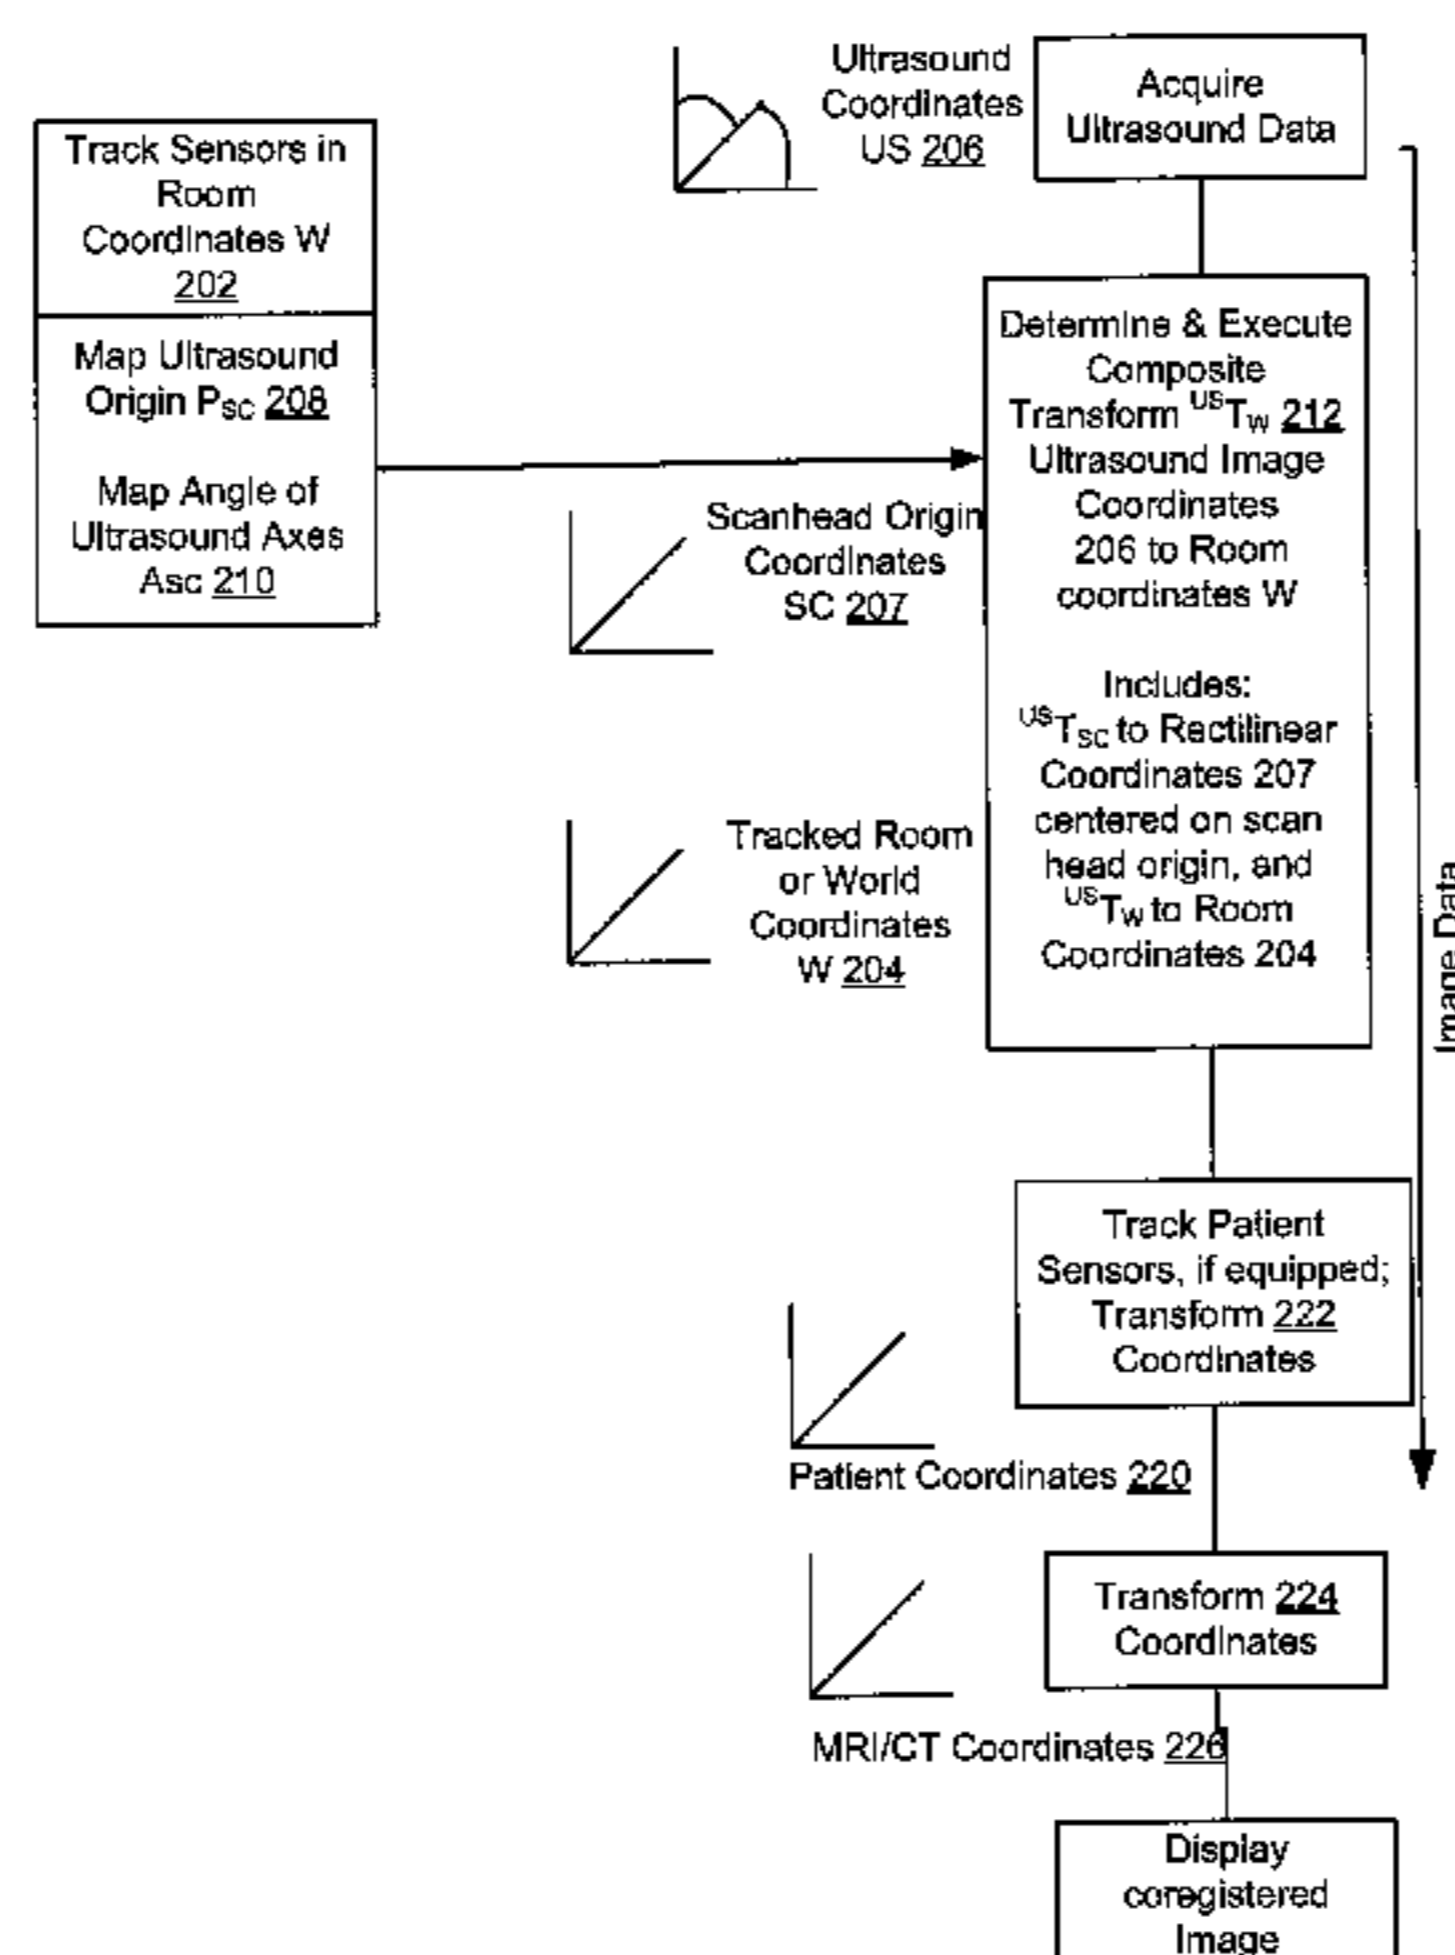 Ultrasound
Coordinates
US 206
Acquire
Ultrasound Data
Track Sensors in
Room
Coordinates W
202
Map Ultrasound
Origin PSC 208
Map Angle of
Ultrasound Axes
Asc 210
Determine & Execute
Composite
Transform USTW 212
Ultrasound Image
Coordinates
206 to Room
coordinates W
Includes:
USTSC to Rectilinear
Coordinates 207
centered on scan
head origin, and
USTW to Room
Coordinates 204
Scanhead Origin
Coordinates
SC 207
Tracked Room
or World
Coordinates
W 204
Image Data
Track Patient
Sensors, if equipped;
Transform 222
Coordinates
Patient Coordinates 220
Transform 224
Coordinates
MRI/CT Coordinates 226
Display
coregistered
Image